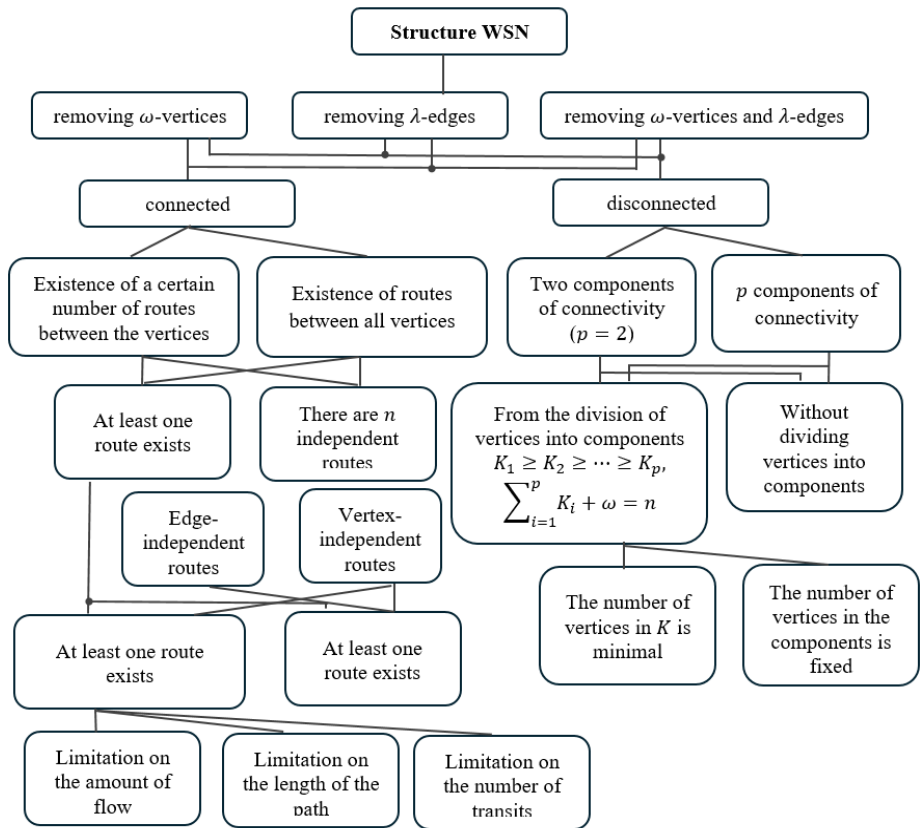 Structure WSN
removing ω-vertices
removing λ-edges
removing ω-vertices and λ-edges
connected
disconnected
Existence of a certain
number of routes
between the vertices
Existence of routes
between all vertices
Two components
of connectivity
(p = 2)
p components of
connectivity
At least one
route exists
There are n
independent
routes
From the division of
vertices into components
K₁ ≥ K₂ ≥ ⋯ ≥ Kₚ,
∑ᵢ₌₁ᵖ Kᵢ + ω = n
Without
dividing
vertices into
components
Edge-
independent
routes
Vertex-
independent
routes
At least one route
exists
At least one
route exists
The number of
vertices in K is
minimal
The number of
vertices in the
components is
fixed
Limitation on
the amount of
flow
Limitation on
the length of the
path
Limitation on
the number of
transits